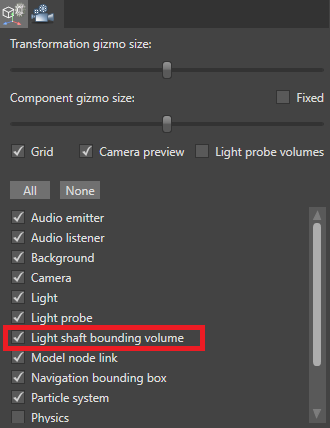 Transformation gizmo size:
Component gizmo size: Fixed
Grid Camera preview Light probe volumes
All None
Audio emitter
Audio listener
Background
Camera
Light
Light probe
Light shaft bounding volume
Model node link
Navigation bounding box
Particle system
Physics